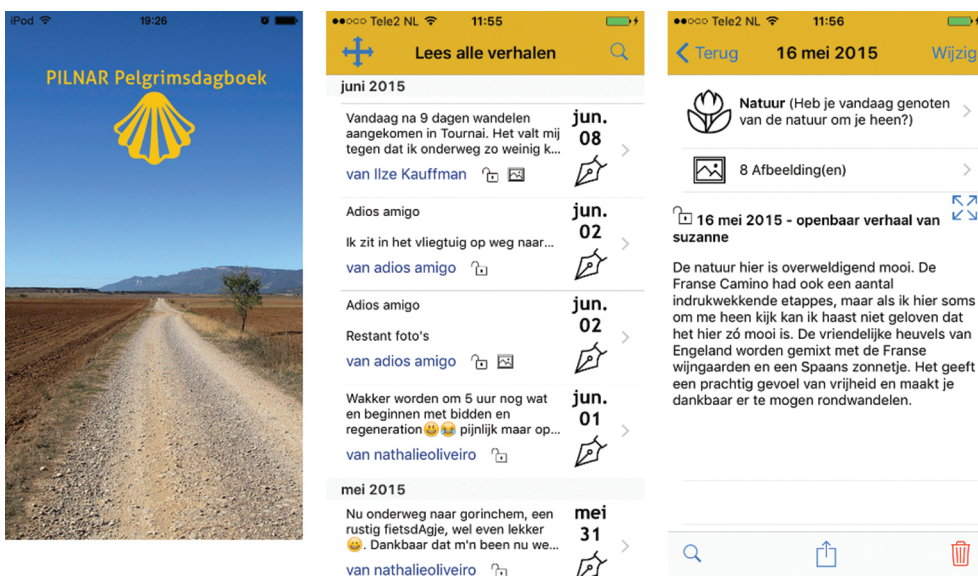 iPod 19:26
PILNAR Pelgrimsdagboek
Tele2 NL 11:55
Lees alle verhalen
juni 2015
Vandaag na 9 dagen wandelen
aangekomen in Tournai. Het valt mij
tegen dat ik onderweg zo weinig k...
van Ilze Kauffman
jun.
08
Adios amigo
Ik zit in het vliegtuig op weg naar...
van adios amigo
jun.
02
Adios amigo
Restant foto's
van adios amigo
jun.
02
Wakker worden om 5 uur nog wat
en beginnen met bidden en
regeneration😀😂 pijnlijk maar op...
van nathalieoliveiro
jun.
01
mei 2015
Nu onderweg naar gorinchem, een
rustig fietsdAgje, wel even lekker
😀. Dankbaar dat m'n been nu we...
van nathalieoliveiro
mei
31
Tele2 NL 11:56
Terug 16 mei 2015 Wijzig
Natuur (Heb je vandaag genoten
van de natuur om je heen?)
8 Afbeelding(en)
16 mei 2015 - openbaar verhaal van
suzanne
De natuur hier is overweldigend mooi. De
Franse Camino had ook een aantal
indrukwekkende etappes, maar als ik hier soms
om me heen kijk kan ik haast niet geloven dat
het hier zó mooi is. De vriendelijke heuvels van
Engeland worden gemixt met de Franse
wijngaarden en een Spaans zonnetje. Het geeft
een prachtig gevoel van vrijheid en maakt je
dankbaar er te mogen rondwandelen.